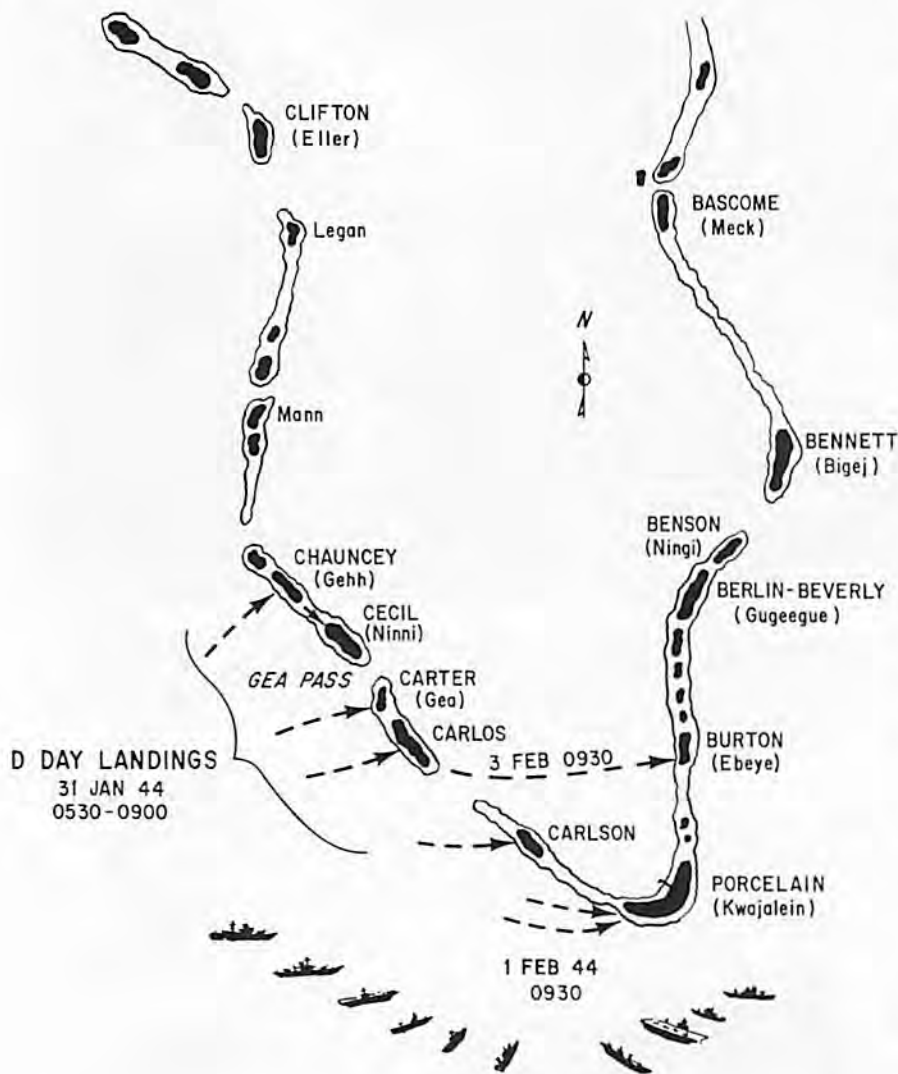 CLIFTON
(Eller)
BASCOME
(Meck)
Legan
N
Mann
BENNETT
(Bigej)
BENSON
(Ningi)
CHAUNCEY
(Gehh)
BERLIN-BEVERLY
(Gugeegue)
CECIL
(Ninni)
GEA PASS
CARTER
(Gea)
CARLOS
D DAY LANDINGS
31 JAN 44
0530-0900
3 FEB 0930
BURTON
(Ebeye)
CARLSON
PORCELAIN
(Kwajalein)
1 FEB 44
0930